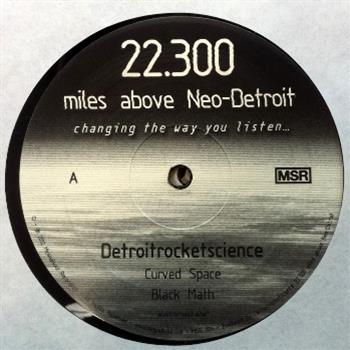 22.300
miles above Neo-Detroit
changing the way you listen...
A
MSR
Detroitrocketscience
Curved Space
Black Math